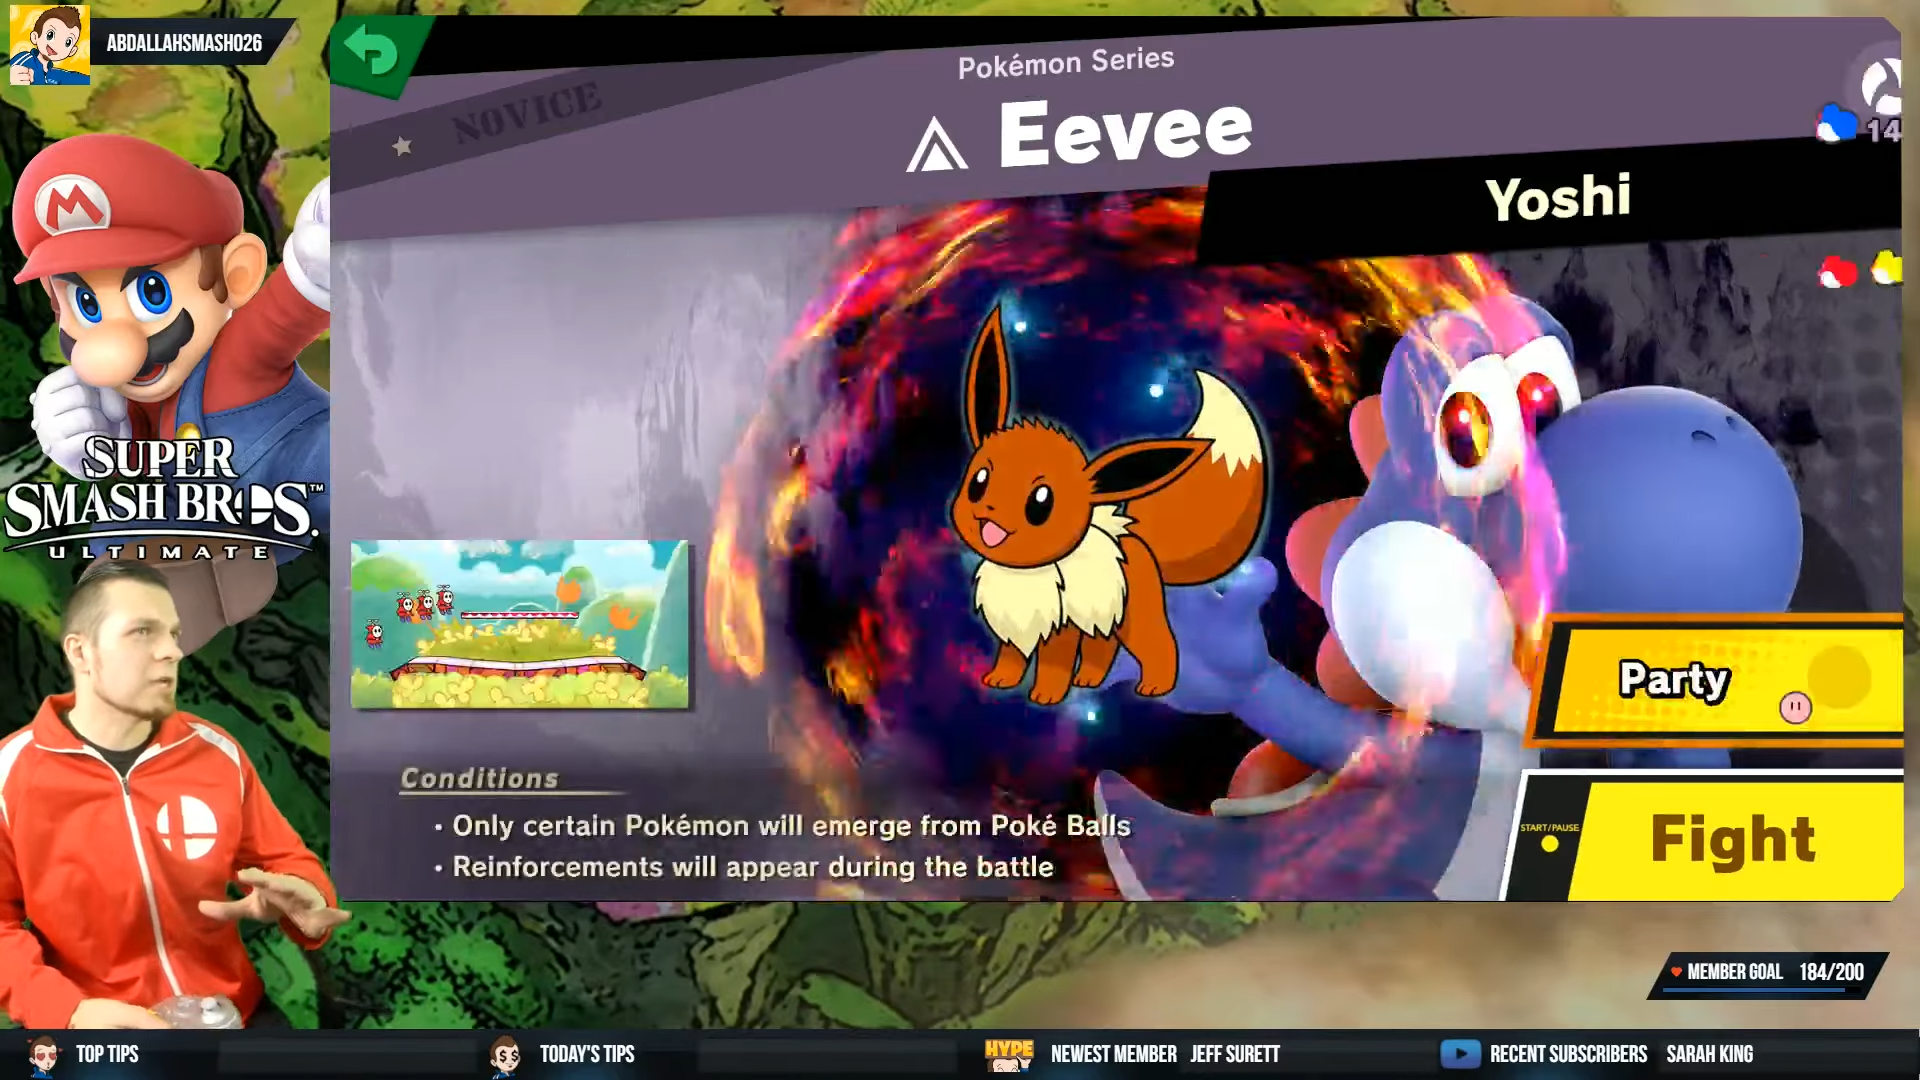 ABDALLAHSMASH026
Pokémon Series
NOVICE
Eevee
14
Yoshi
M
SUPER
SMASH BROS.™
ULTIMATE
Party
Conditions
• Only certain Pokémon will emerge from Poké Balls
• Reinforcements will appear during the battle
START/PAUSE
Fight
MEMBER GOAL 184/200
TOP TIPS
TODAY'S TIPS
HYPE
NEWEST MEMBER JEFF SURETT
RECENT SUBSCRIBERS SARAH KING